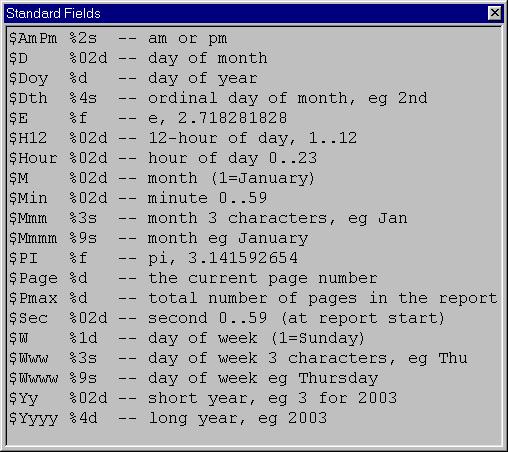 Standard Fields
$AmPm %2s -- am or pm
$D %02d -- day of month
$Doy %d -- day of year
$Dth %4s -- ordinal day of month, eg 2nd
$E %f -- e, 2.718281828
$H12 %02d -- 12-hour of day, 1..12
$Hour %02d -- hour of day 0..23
$M %02d -- month (1=January)
$Min %02d -- minute 0..59
$Mmm %3s -- month 3 characters, eg Jan
$Mmmm %9s -- month eg January
$PI %f -- pi, 3.141592654
$Page %d -- the current page number
$Pmax %d -- total number of pages in the report
$Sec %02d -- second 0..59 (at report start)
$W %1d -- day of week (1=Sunday)
$Www %3s -- day of week 3 characters, eg Thu
$Wwww %9s -- day of week eg Thursday
$Yy %02d -- short year, eg 3 for 2003
$Yyyy %4d -- long year, eg 2003